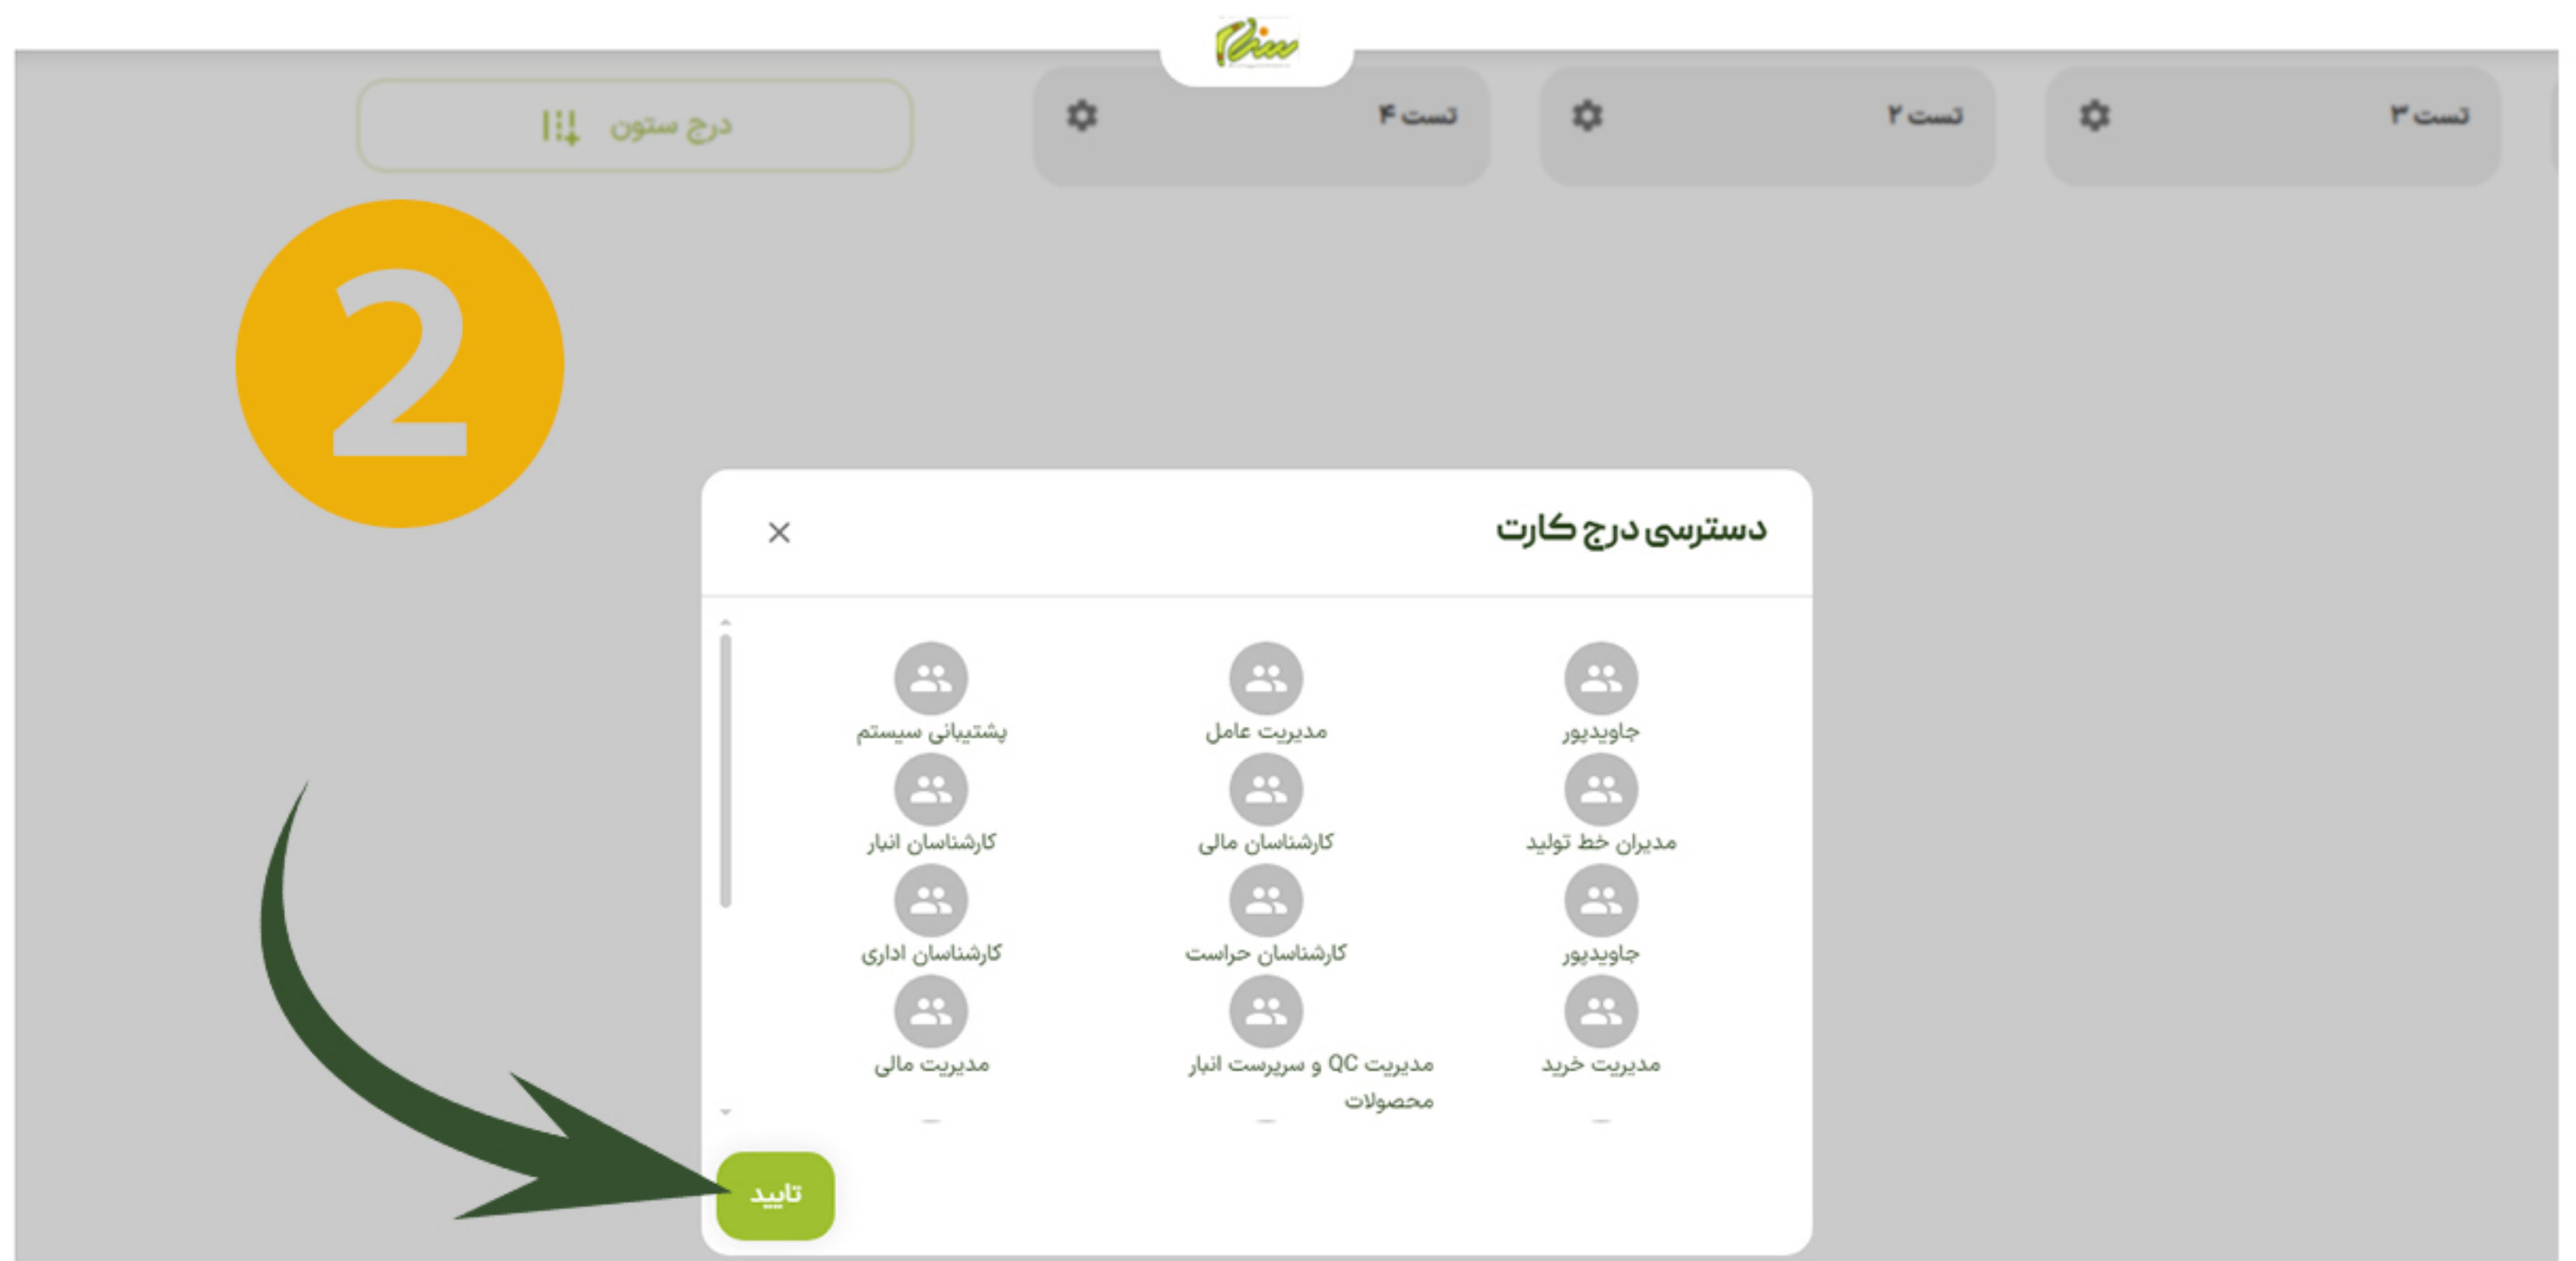 سنام
تست ۳
تست ۲
تست ۴
درج ستون
2
دسترسی درج کارت
جاویدپور
مدیریت عامل
پشتیبانی سیستم
مدیران خط تولید
کارشناسان مالی
کارشناسان انبار
جاویدپور
کارشناسان حراست
کارشناسان اداری
مدیریت خرید
مدیریت QC و سرپرست انبار
محصولات
مدیریت مالی
تایید